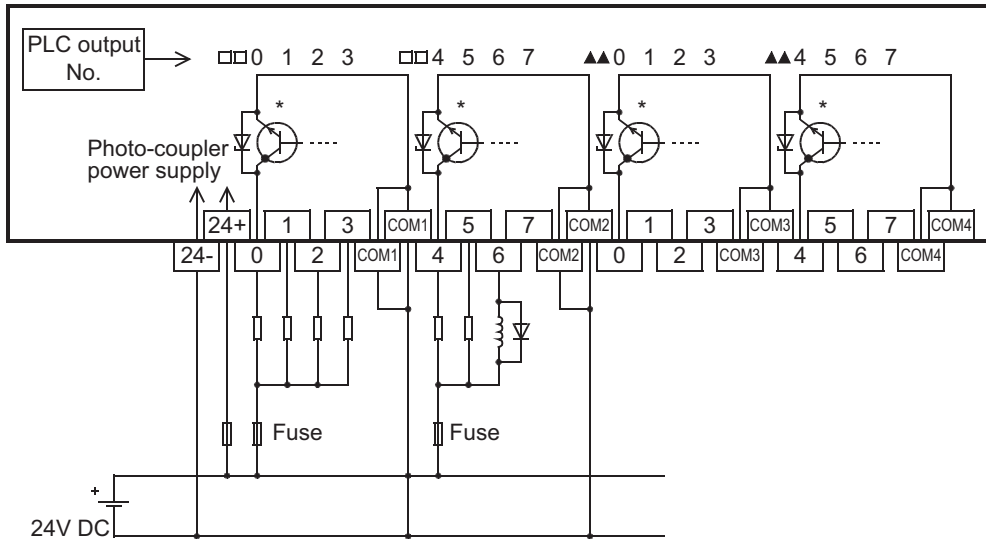 PLC output
No.
□□0 1 2 3 □□4 5 6 7 ▲▲0 1 2 3 ▲▲4 5 6 7
* * * *
Photo-coupler
power supply
24+ 1 3 COM1 5 7 COM2 1 3 COM3 5 7 COM4
24- 0 2 COM1 4 6 COM2 0 2 COM3 4 6 COM4
Fuse Fuse
+
24V DC